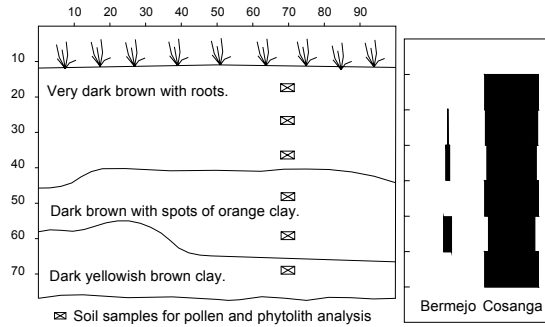 10 20 30 40 50 60 70 80 90
10
20
30
40
50
60
70
Very dark brown with roots.
Dark brown with spots of orange clay.
Dark yellowish brown clay.
Soil samples for pollen and phytolith analysis
Bermejo Cosanga